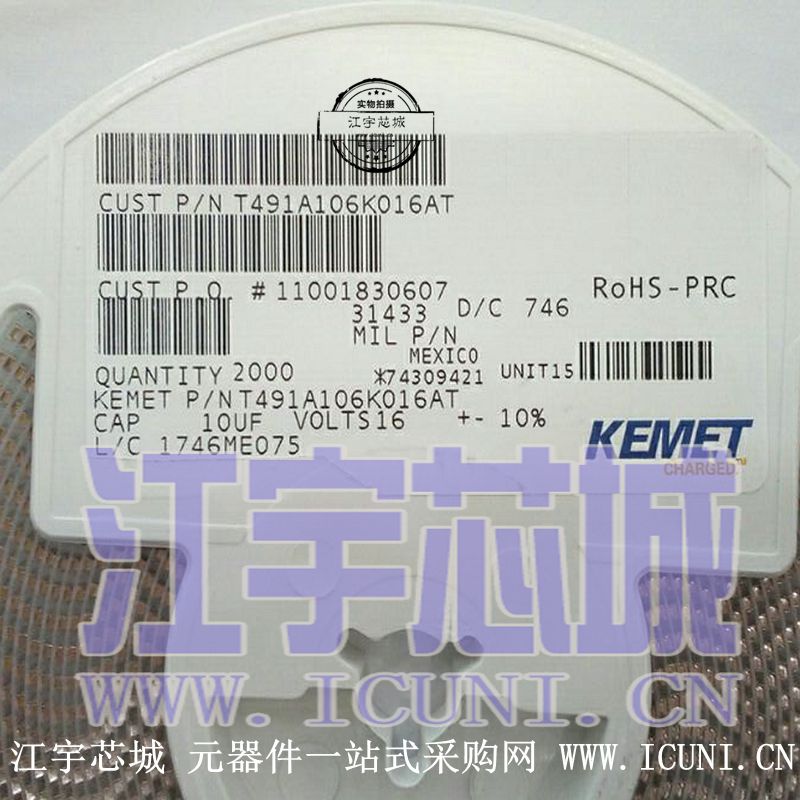 实物拍摄
江宇芯城
CUST P/N T491A106K016AT
CUST P.O. # 11001830607
RoHS-PRC
31433 D/C 746
MIL P/N
MEXICO
QUANTITY 2000 *74309421 UNIT15
KEMET P/N T491A106K016AT
CAP 10UF VOLTS16 +- 10%
L/C 1746ME075
KEMET
CHARGED.™
江宇芯城
WWW.ICUNI.CN
江宇芯城 元器件一站式采购网 WWW.ICUNI.CN